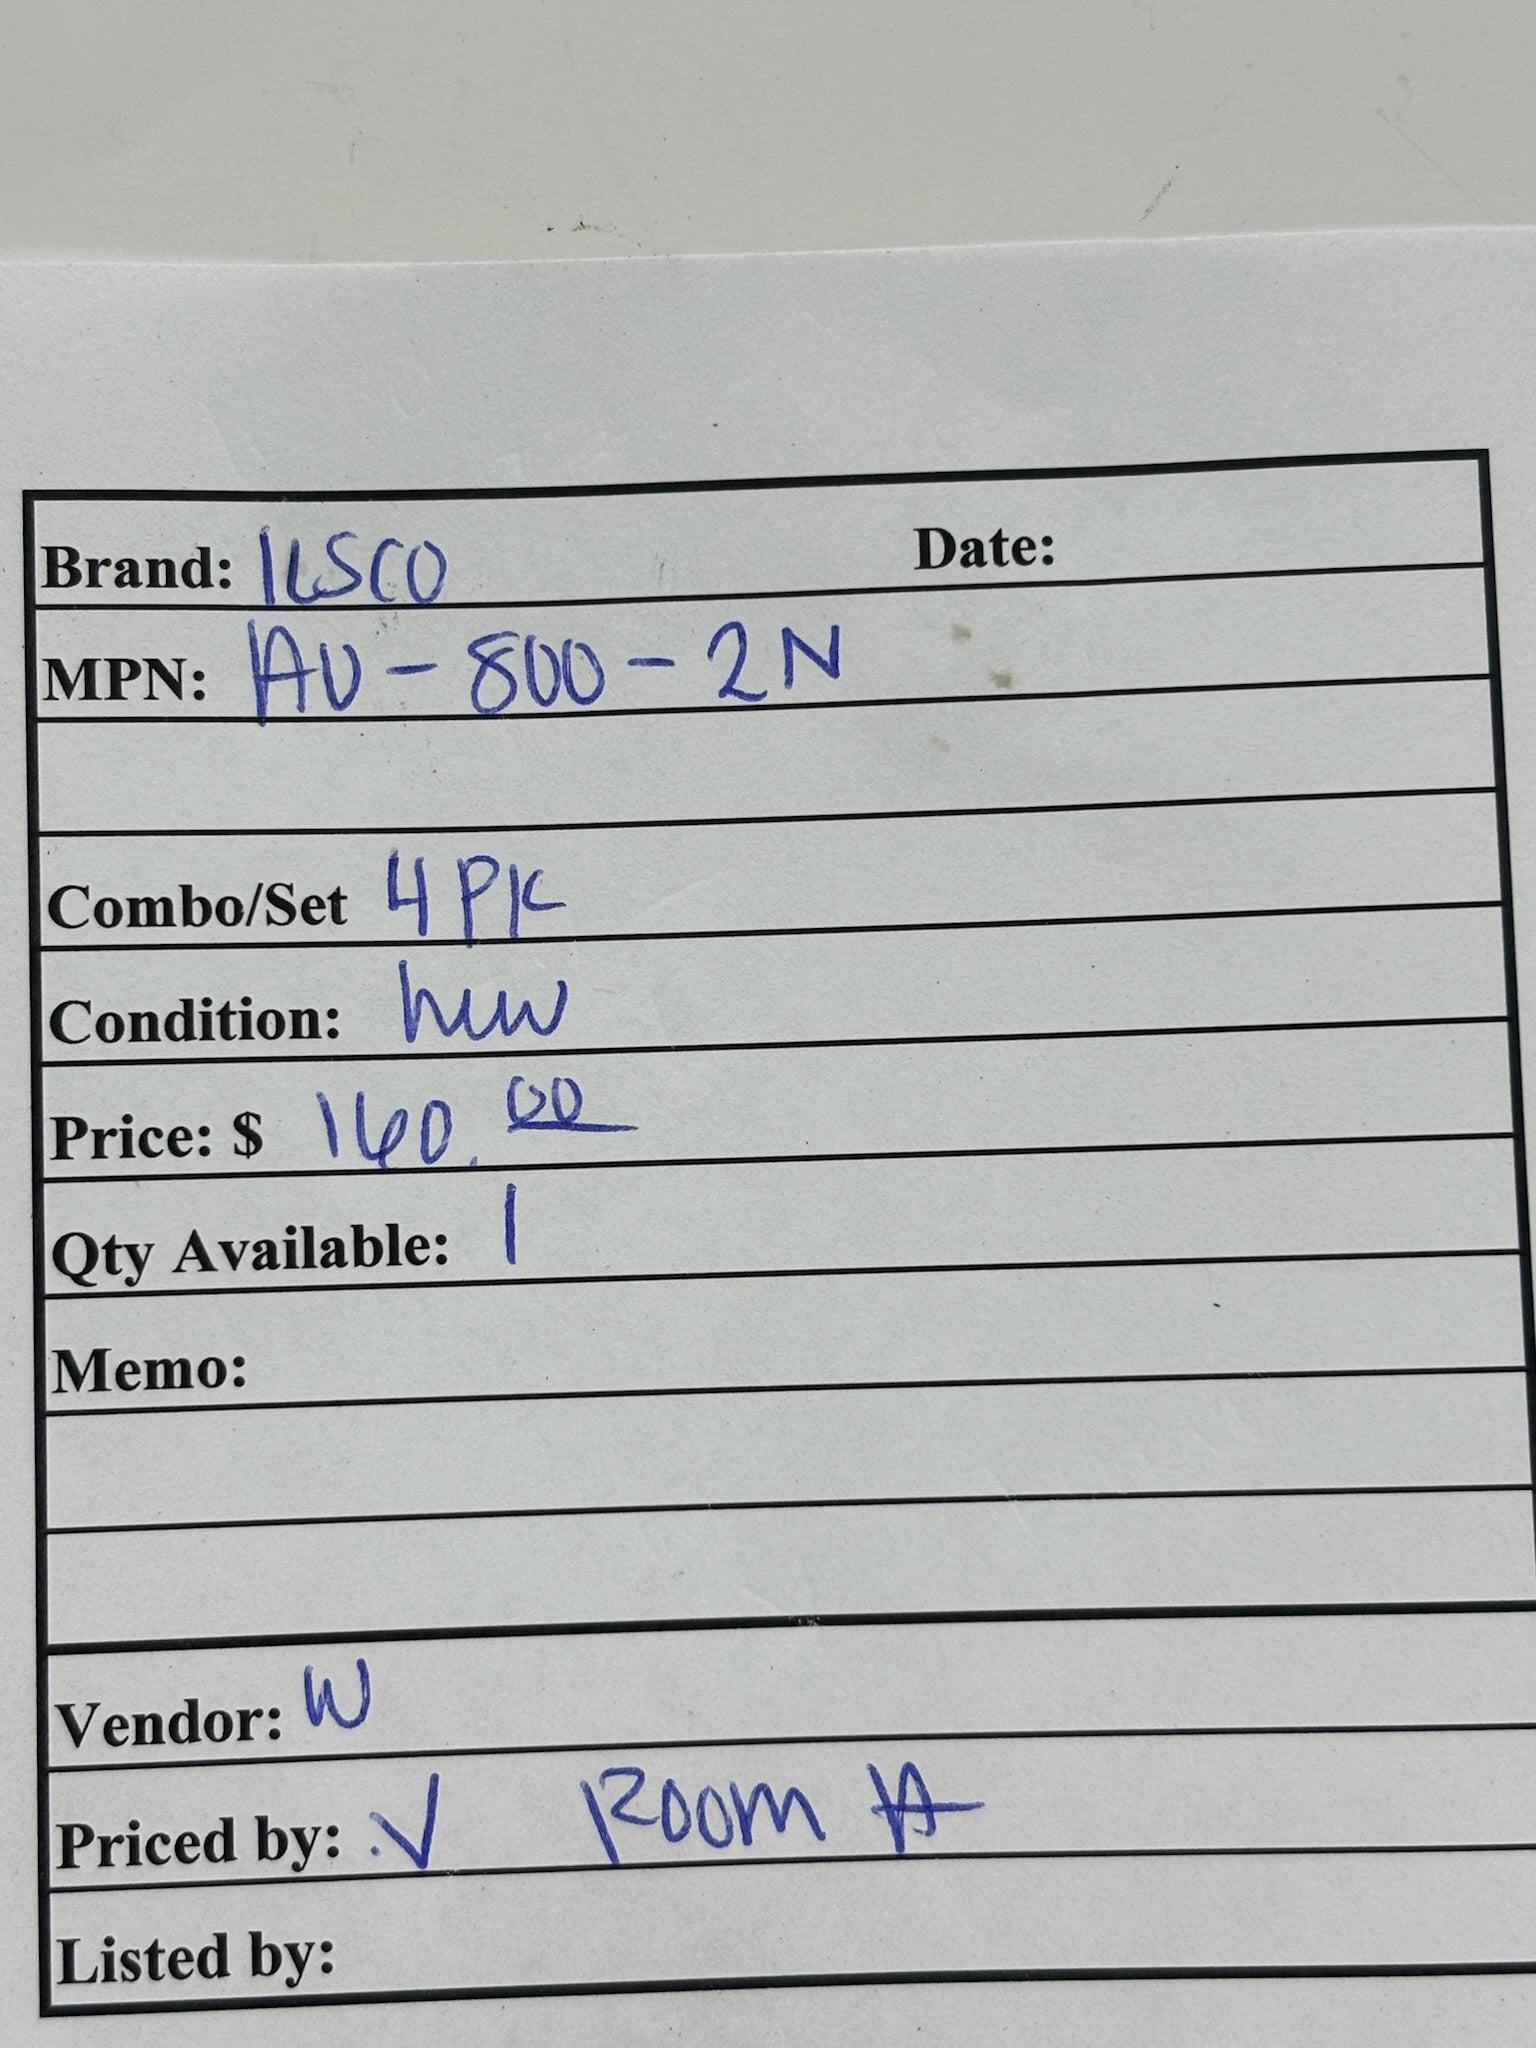 Brand: ILSCO Date:
MPN: AU-800-2N
Combo/Set 4 PK
Condition: new
Price: $ 160.00
Qty Available: 1
Memo:
Vendor: W
Priced by: .V Room A
Listed by: